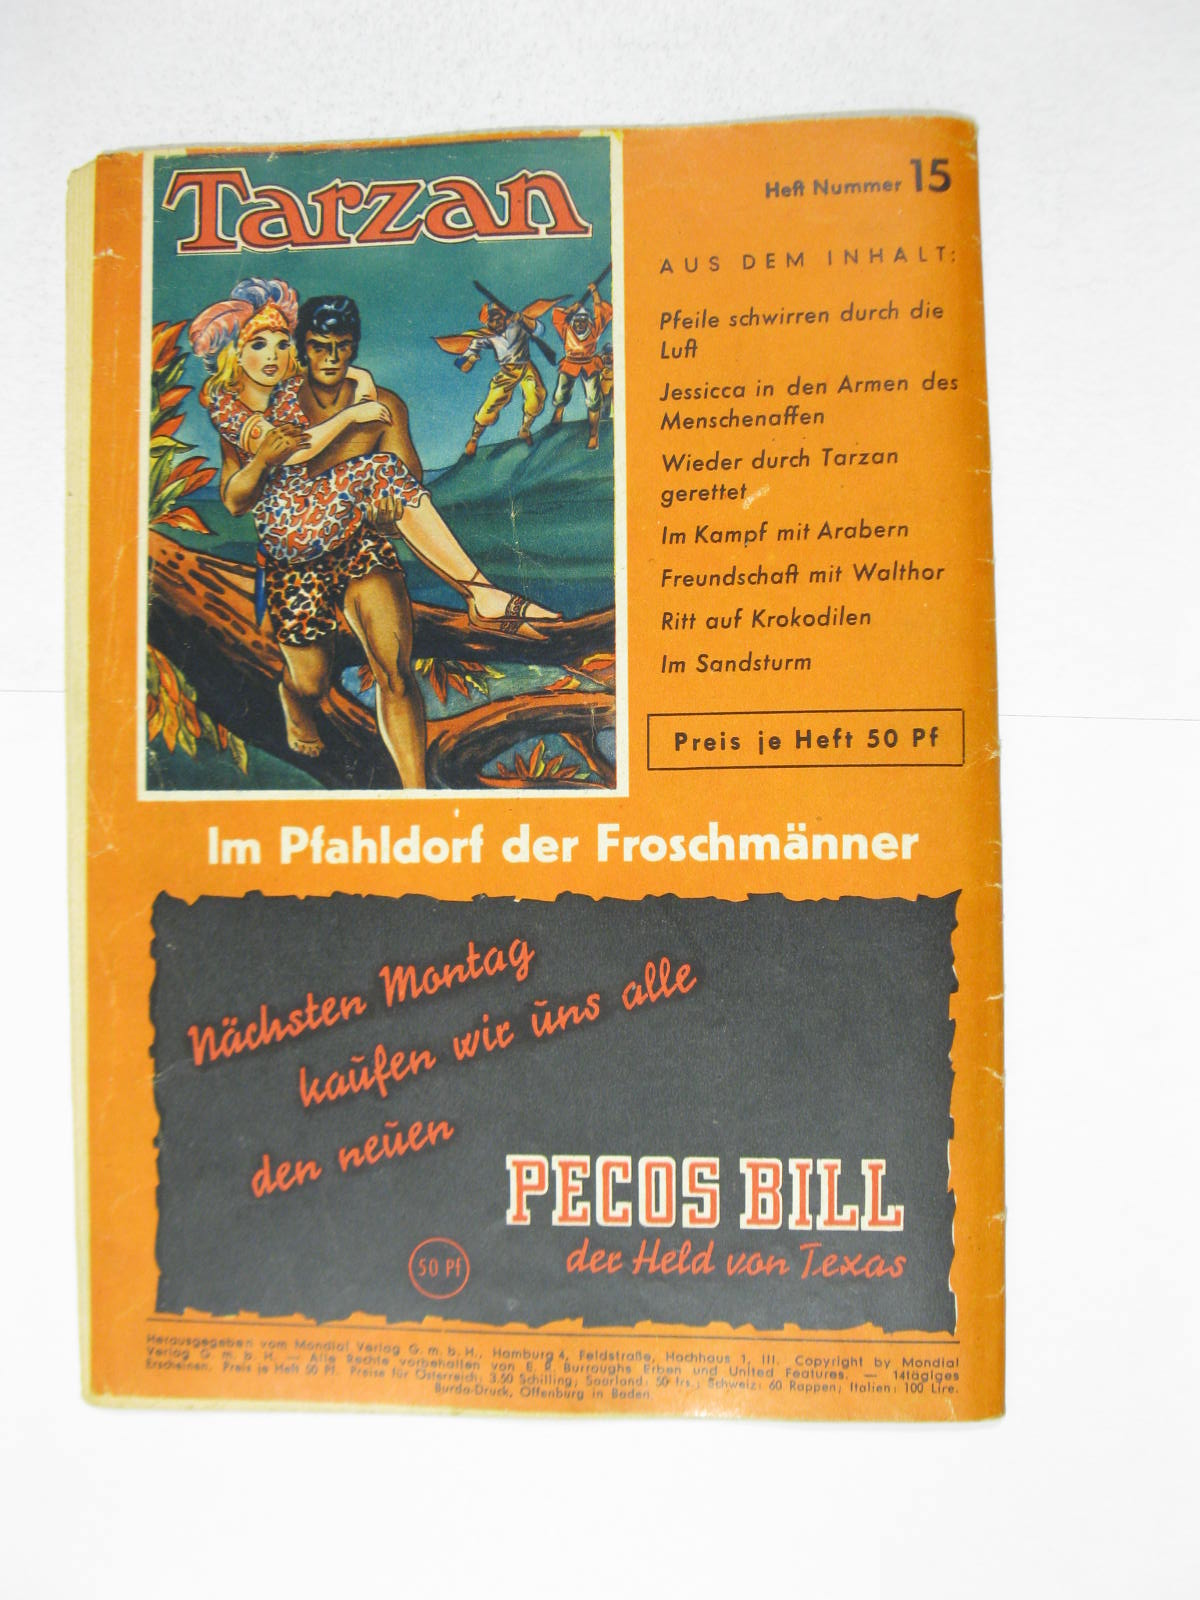 Tarzan
Heft Nummer 15
AUS DEM INHALT:
Pfeile schwirren durch die
Luft
Jessicca in den Armen des
Menschenaffen
Wieder durch Tarzan
gerettet
Im Kampf mit Arabern
Freundschaft mit Walthor
Ritt auf Krokodilen
Im Sandsturm
Preis je Heft 50 Pf
Im Pfahldorf der Froschmänner
Nächsten Montag
kaufen wir uns alle
den neuen
PECOS BILL
der Held von Texas
50 Pf
Herausgegeben vom Mondial Verlag G. m. b. H., Hamburg 4, Feldstraße, Hochhaus 1, III. Copyright by Mondial
Verlag G. m. b. H. — Alle Rechte vorbehalten von E. R. Burroughs Erben und United Features. — 14tägiges
Erscheinen. Preis je Heft 50 Pf. Preise für Österreich: 3.50 Schilling; Saarland: 50 frs.; Schweiz: 60 Rappen; Italien: 100 Lire.
Burda-Druck, Offenburg in Baden